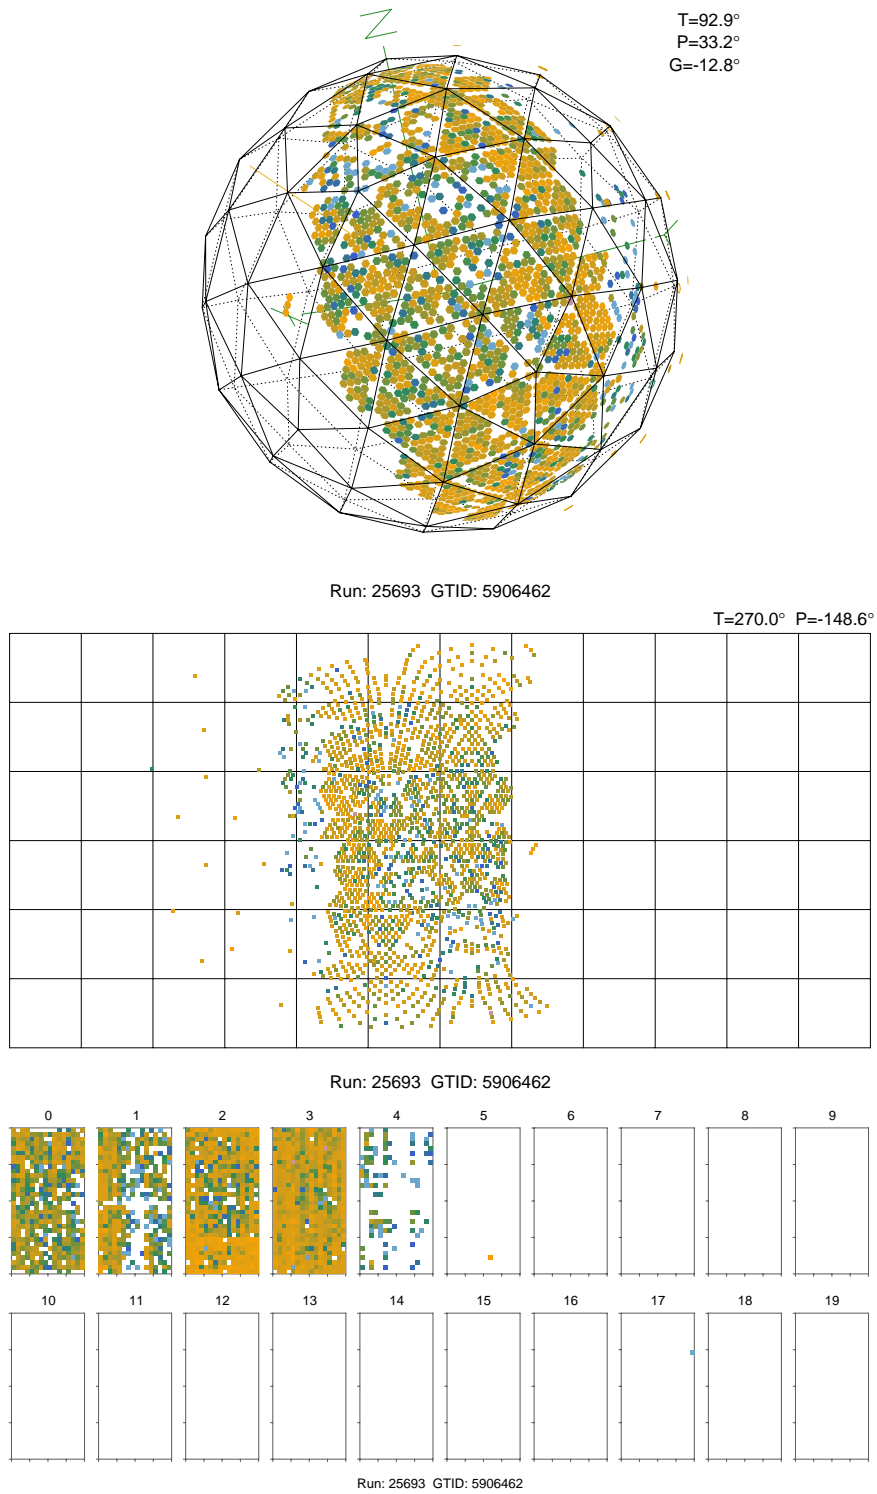 Z
T=92.9°
P=33.2°
G=-12.8°
Run: 25693 GTID: 5906462
T=270.0° P=-148.6°
Run: 25693 GTID: 5906462
0 1 2 3 4 5 6 7 8 9
10 11 12 13 14 15 16 17 18 19
Run: 25693 GTID: 5906462